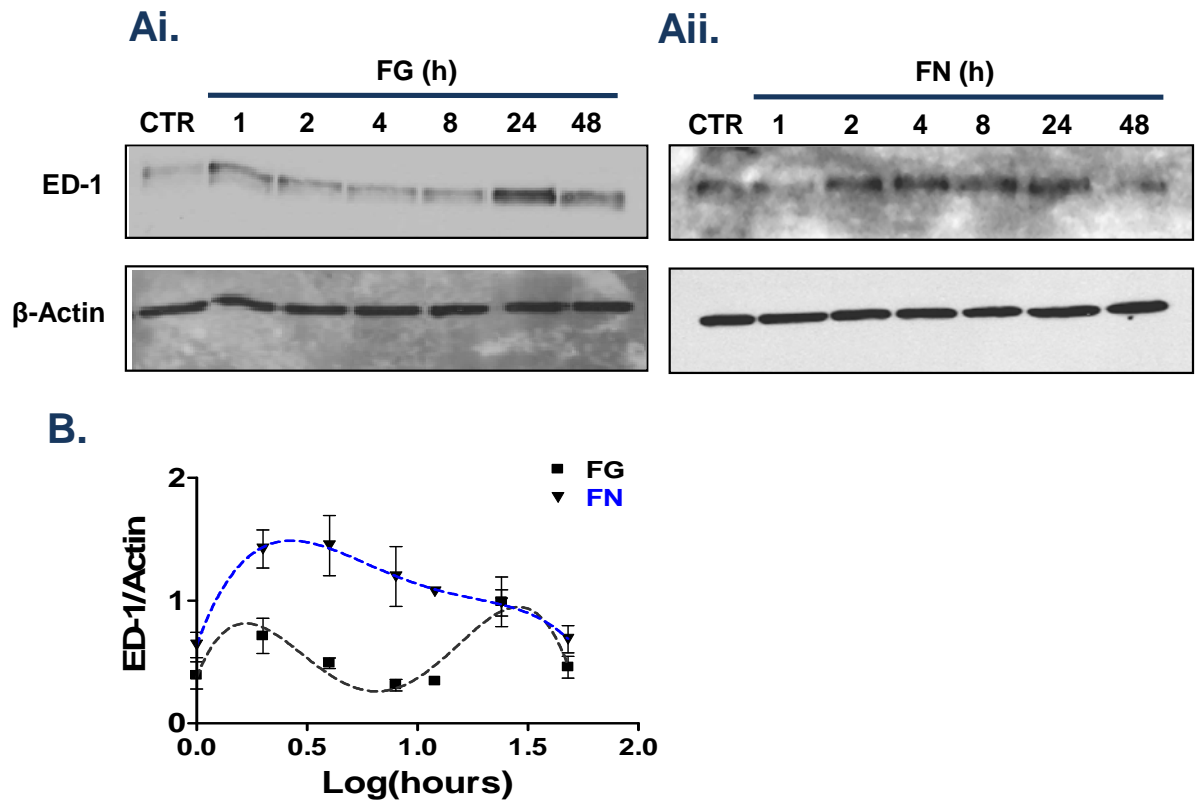 Ai.
FG (h)
CTR 1 2 4 8 24 48
ED-1
β-Actin
Aii.
FN (h)
CTR 1 2 4 8 24 48
B.
FG
FN
ED-1/Actin
2
1
0
0.0 0.5 1.0 1.5 2.0
Log(hours)